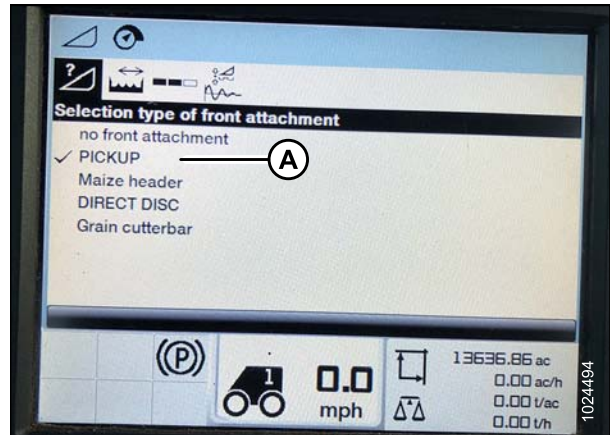 ?
Selection type of front attachment
no front attachment
✓ PICKUP
A
Maize header
DIRECT DISC
Grain cutterbar
(P)
1
0.0
mph
13636.86 ac
0.00 ac/h
0.00 t/ac
0.00 t/h
1024494